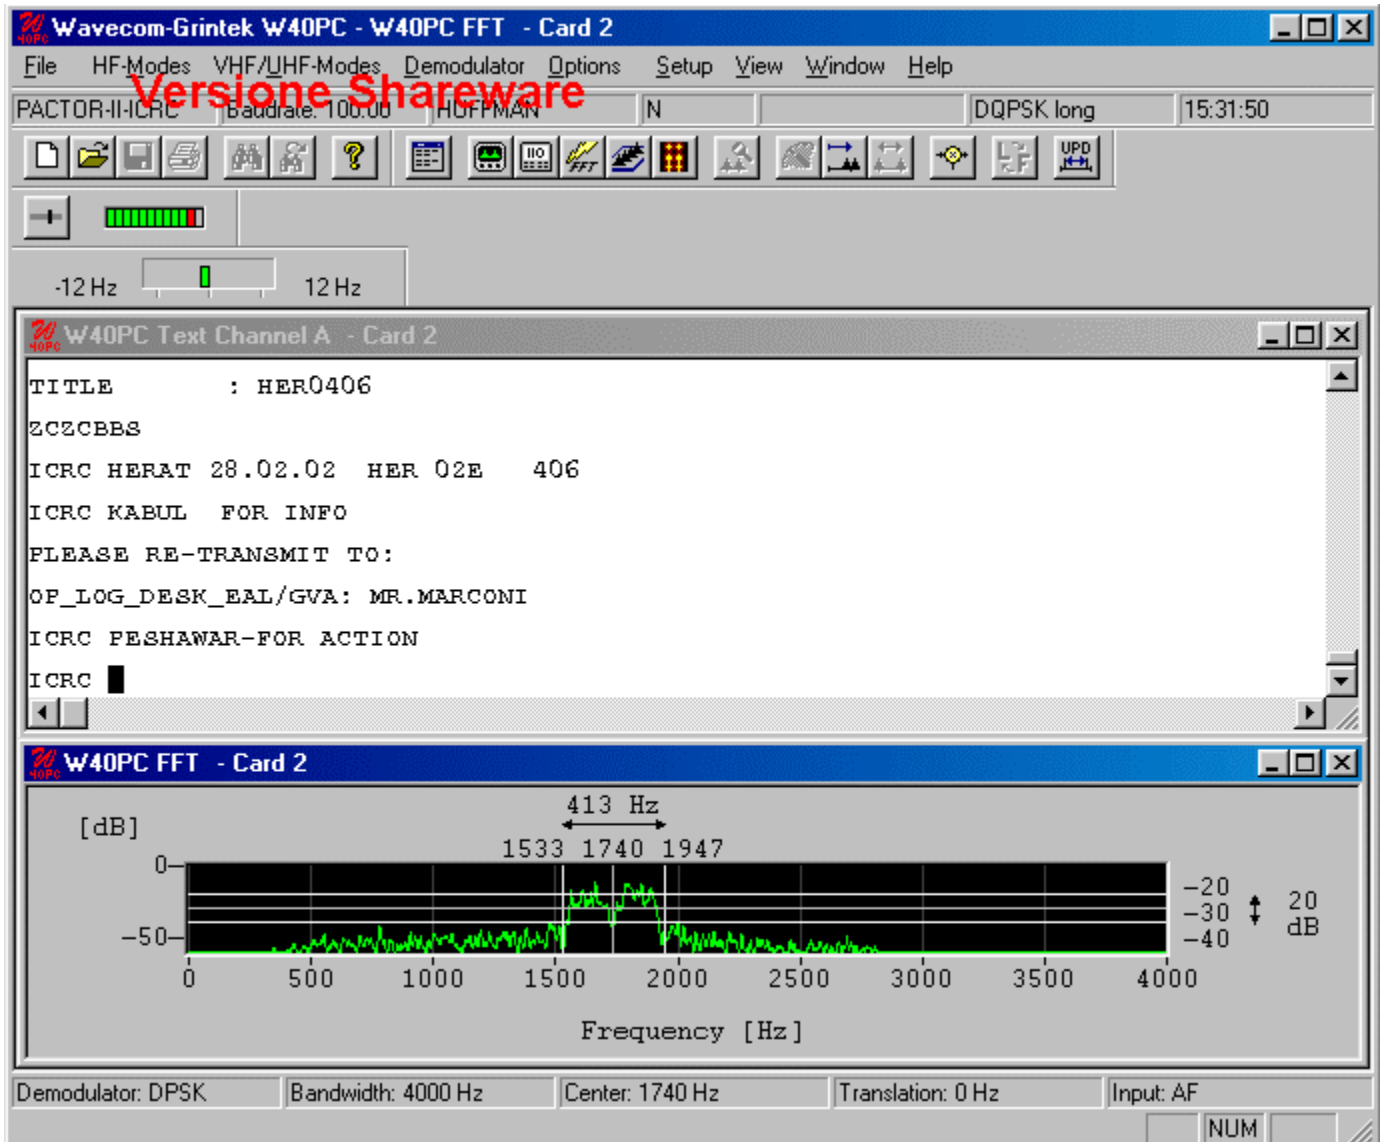 Wavecom-Grintek W40PC - W40PC FFT - Card 2
File HF-Modes VHF/UHF-Modes Demodulator Options Setup View Window Help
Versione Shareware
PACTOR-II-ICRC Baudrate: 100.00 HUFFMAN N DQPSK long 15:31:50
FFT UPD
-12 Hz 12 Hz
W40PC Text Channel A - Card 2
TITLE : HER0406
ZCZCBBS
ICRC HERAT 28.02.02 HER 02E 406
ICRC KABUL FOR INFO
PLEASE RE-TRANSMIT TO:
OP_LOG_DESK_EAL/GVA: MR.MARCONI
ICRC PESHAWAR-FOR ACTION
ICRC
W40PC FFT - Card 2
413 Hz
[dB]
1533 1740 1947
0
-50
-20
-30
-40
20 dB
0 500 1000 1500 2000 2500 3000 3500 4000
Frequency [Hz]
Demodulator: DPSK Bandwidth: 4000 Hz Center: 1740 Hz Translation: 0 Hz Input: AF
NUM